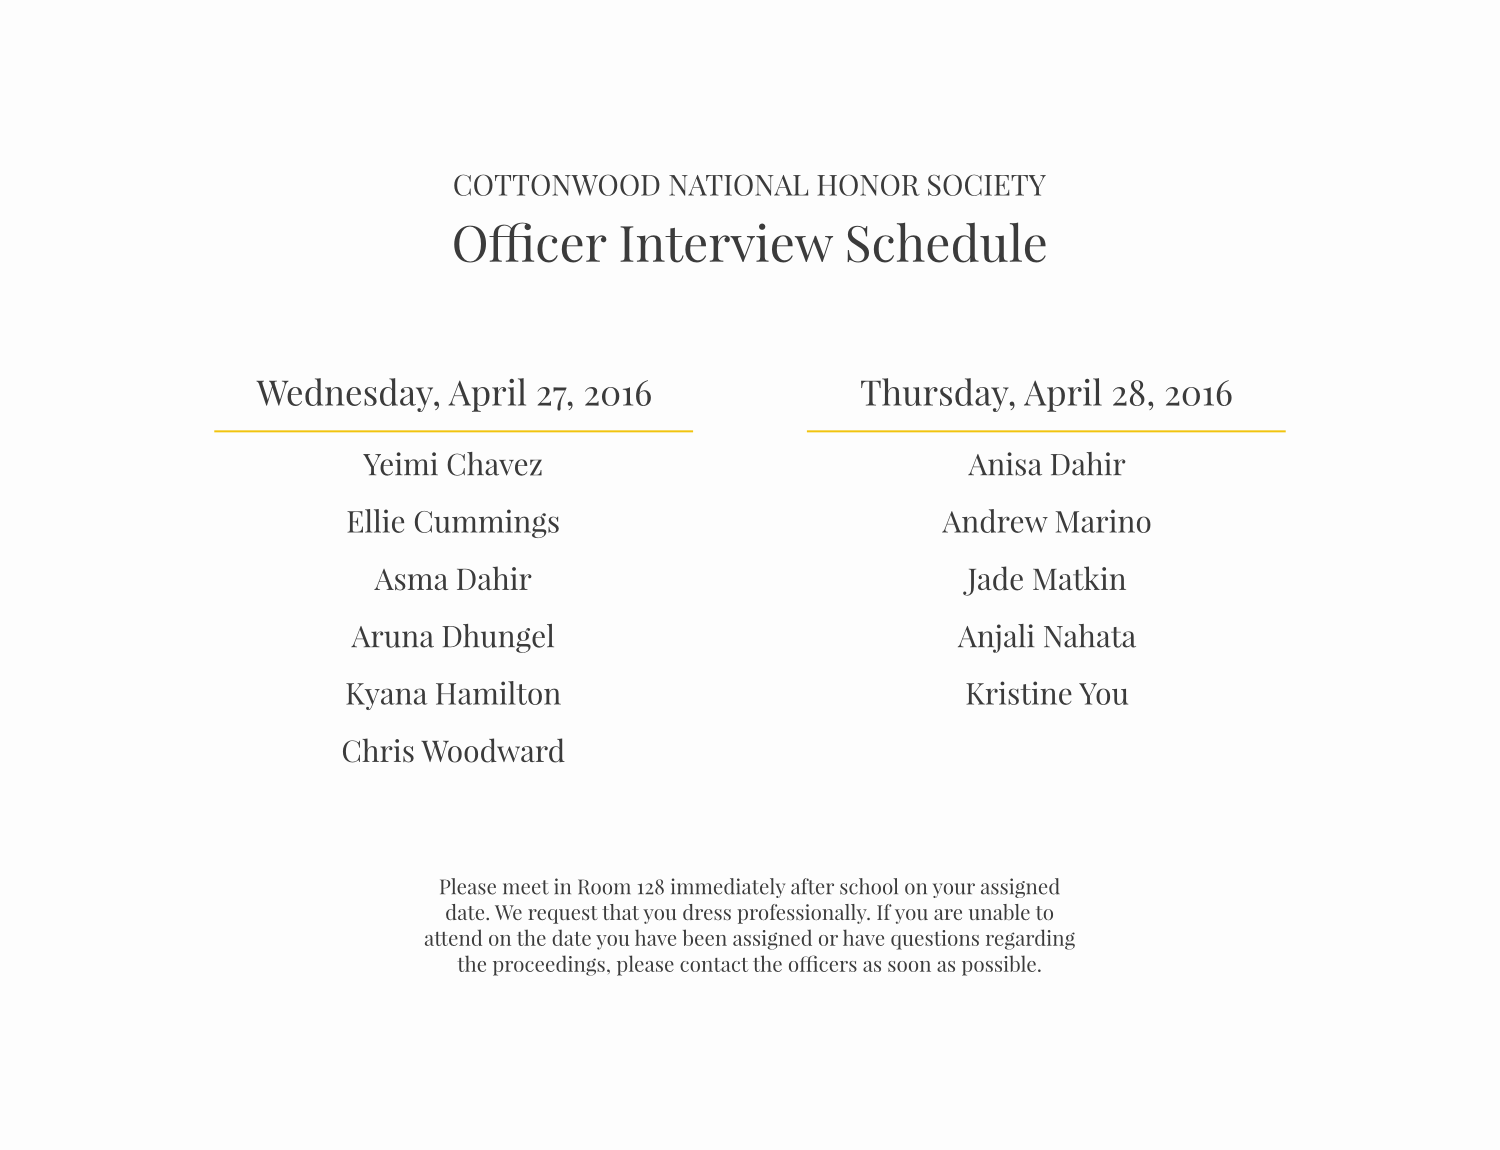 COTTONWOOD NATIONAL HONOR SOCIETY
Officer Interview Schedule
Wednesday, April 27, 2016
Yeimi Chavez
Ellie Cummings
Asma Dahir
Aruna Dhungel
Kyana Hamilton
Chris Woodward
Thursday, April 28, 2016
Anisa Dahir
Andrew Marino
Jade Matkin
Anjali Nahata
Kristine You
Please meet in Room 128 immediately after school on your assigned
date. We request that you dress professionally. If you are unable to
attend on the date you have been assigned or have questions regarding
the proceedings, please contact the officers as soon as possible.